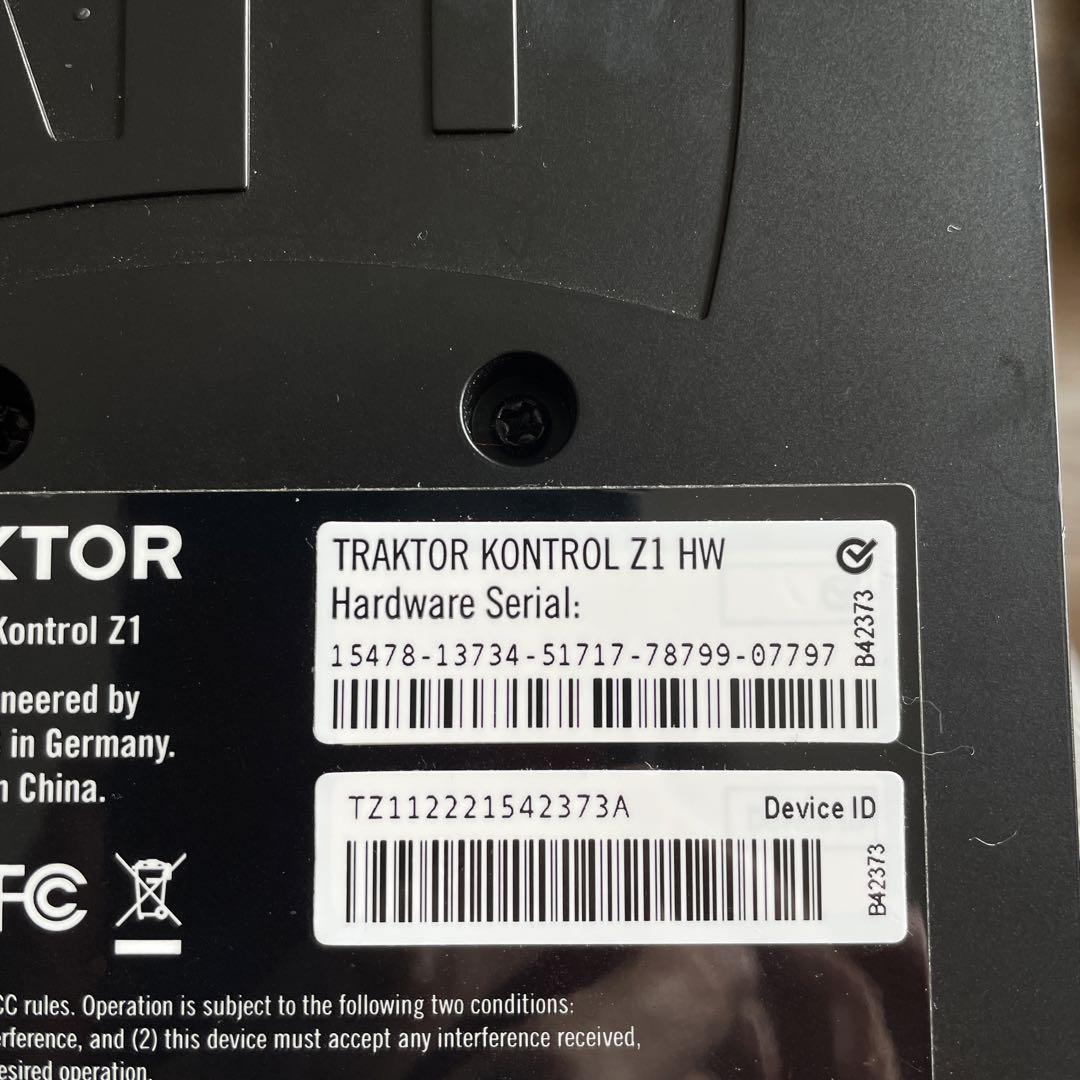 KTOR
Kontrol Z1
neered by
in Germany.
China.
FC
TRAKTOR KONTROL Z1 HW
Hardware Serial:
15478-13734-51717-78799-07797
B42373
TZ112221542373A
Device ID
B42373
CC rules. Operation is subject to the following two conditions:
erference, and (2) this device must accept any interference received,
esired operation.